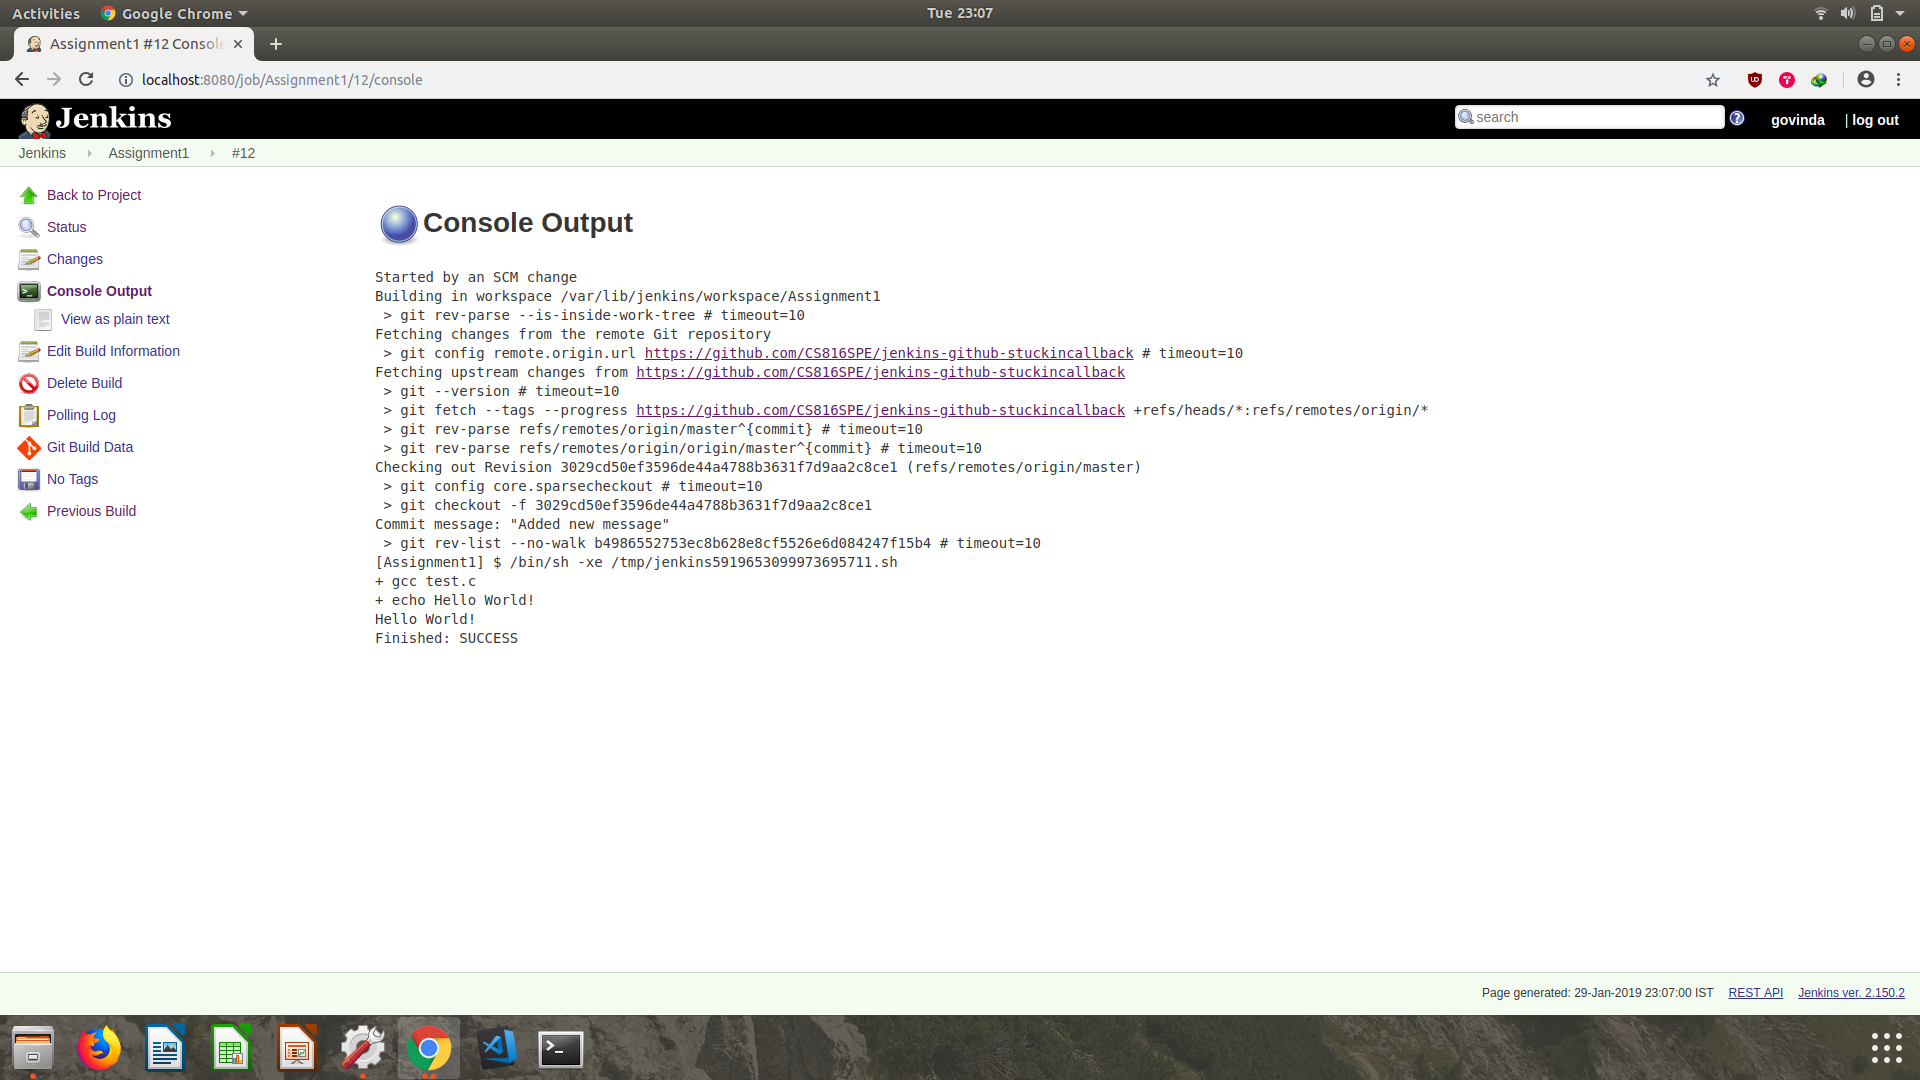 Activities
Google Chrome
Tue 23:07
Assignment1 #12 Consol
localhost:8080/job/Assignment1/12/console
Jenkins
search
govinda
| log out
Jenkins
Assignment1
#12
Back to Project
Status
Changes
Console Output
View as plain text
Edit Build Information
Delete Build
Polling Log
Git Build Data
No Tags
Previous Build
Console Output
Started by an SCM change
Building in workspace /var/lib/jenkins/workspace/Assignment1
> git rev-parse --is-inside-work-tree # timeout=10
Fetching changes from the remote Git repository
> git config remote.origin.url https://github.com/CS816SPE/jenkins-github-stuckincallback # timeout=10
Fetching upstream changes from https://github.com/CS816SPE/jenkins-github-stuckincallback
> git --version # timeout=10
> git fetch --tags --progress https://github.com/CS816SPE/jenkins-github-stuckincallback +refs/heads/*:refs/remotes/origin/*
> git rev-parse refs/remotes/origin/master^{commit} # timeout=10
> git rev-parse refs/remotes/origin/origin/master^{commit} # timeout=10
Checking out Revision 3029cd50ef3596de44a4788b3631f7d9aa2c8ce1 (refs/remotes/origin/master)
> git config core.sparsecheckout # timeout=10
> git checkout -f 3029cd50ef3596de44a4788b3631f7d9aa2c8ce1
Commit message: "Added new message"
> git rev-list --no-walk b4986552753ec8b628e8cf5526e6d084247f15b4 # timeout=10
[Assignment1] $ /bin/sh -xe /tmp/jenkins5919653099973695711.sh
+ gcc test.c
+ echo Hello World!
Hello World!
Finished: SUCCESS
Page generated: 29-Jan-2019 23:07:00 IST
REST API
Jenkins ver. 2.150.2